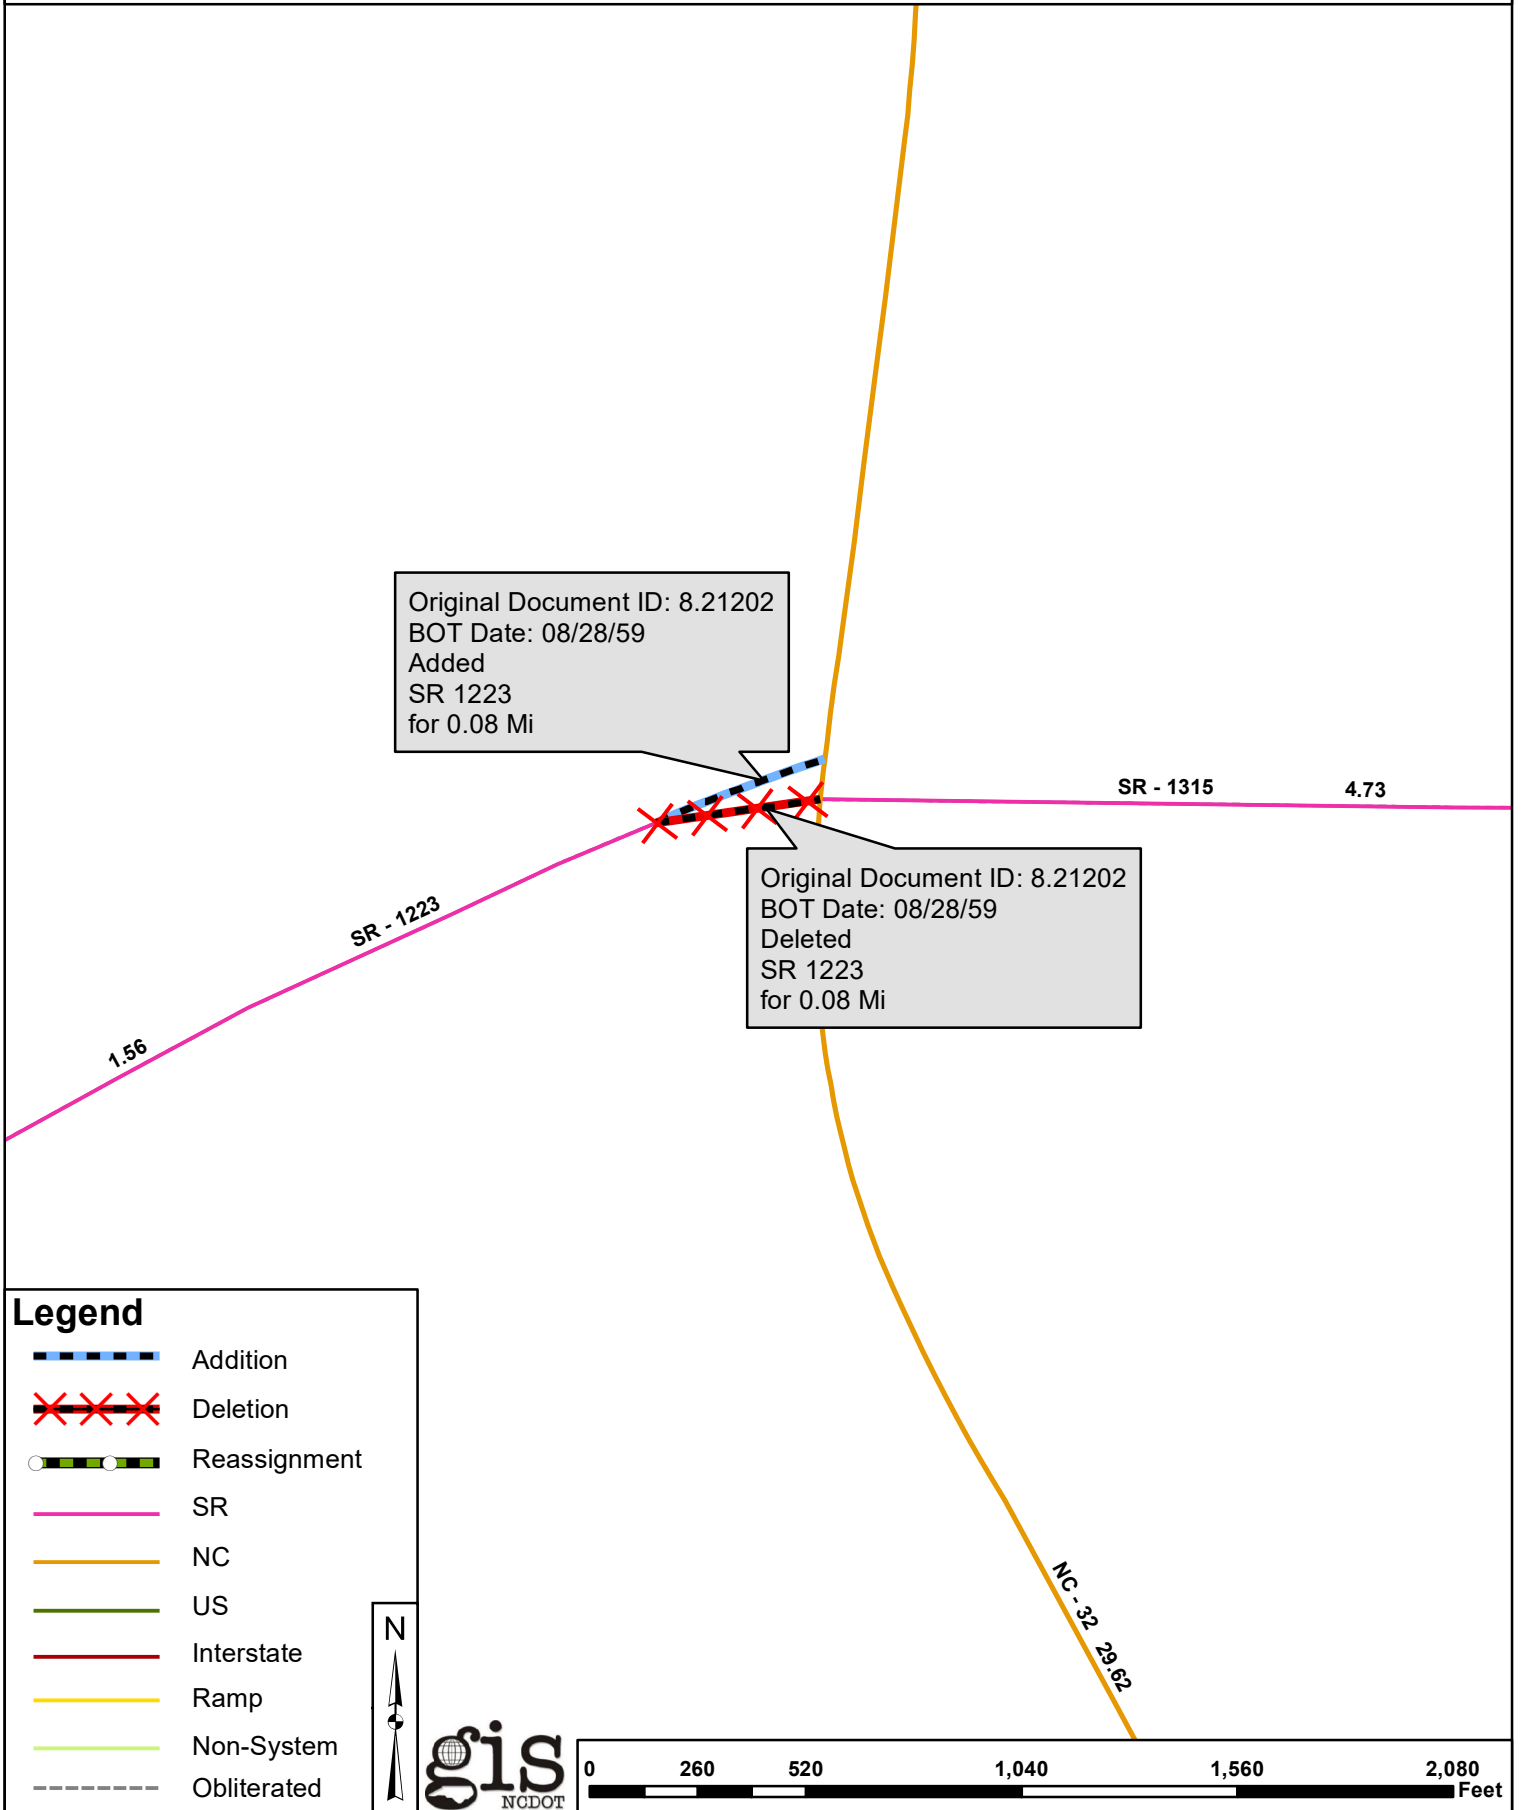 Original Document ID: 8.21202
BOT Date: 08/28/59
Added
SR 1223
for 0.08 Mi
SR - 1315 4.73
Original Document ID: 8.21202
BOT Date: 08/28/59
Deleted
SR 1223
for 0.08 Mi
SR - 1223
1.56
NC - 32 29.62
Legend
Addition
Deletion
Reassignment
SR
NC
US
Interstate
Ramp
Non-System
Obliterated
N
gis
NCDOT
0 260 520 1,040 1,560 2,080
Feet